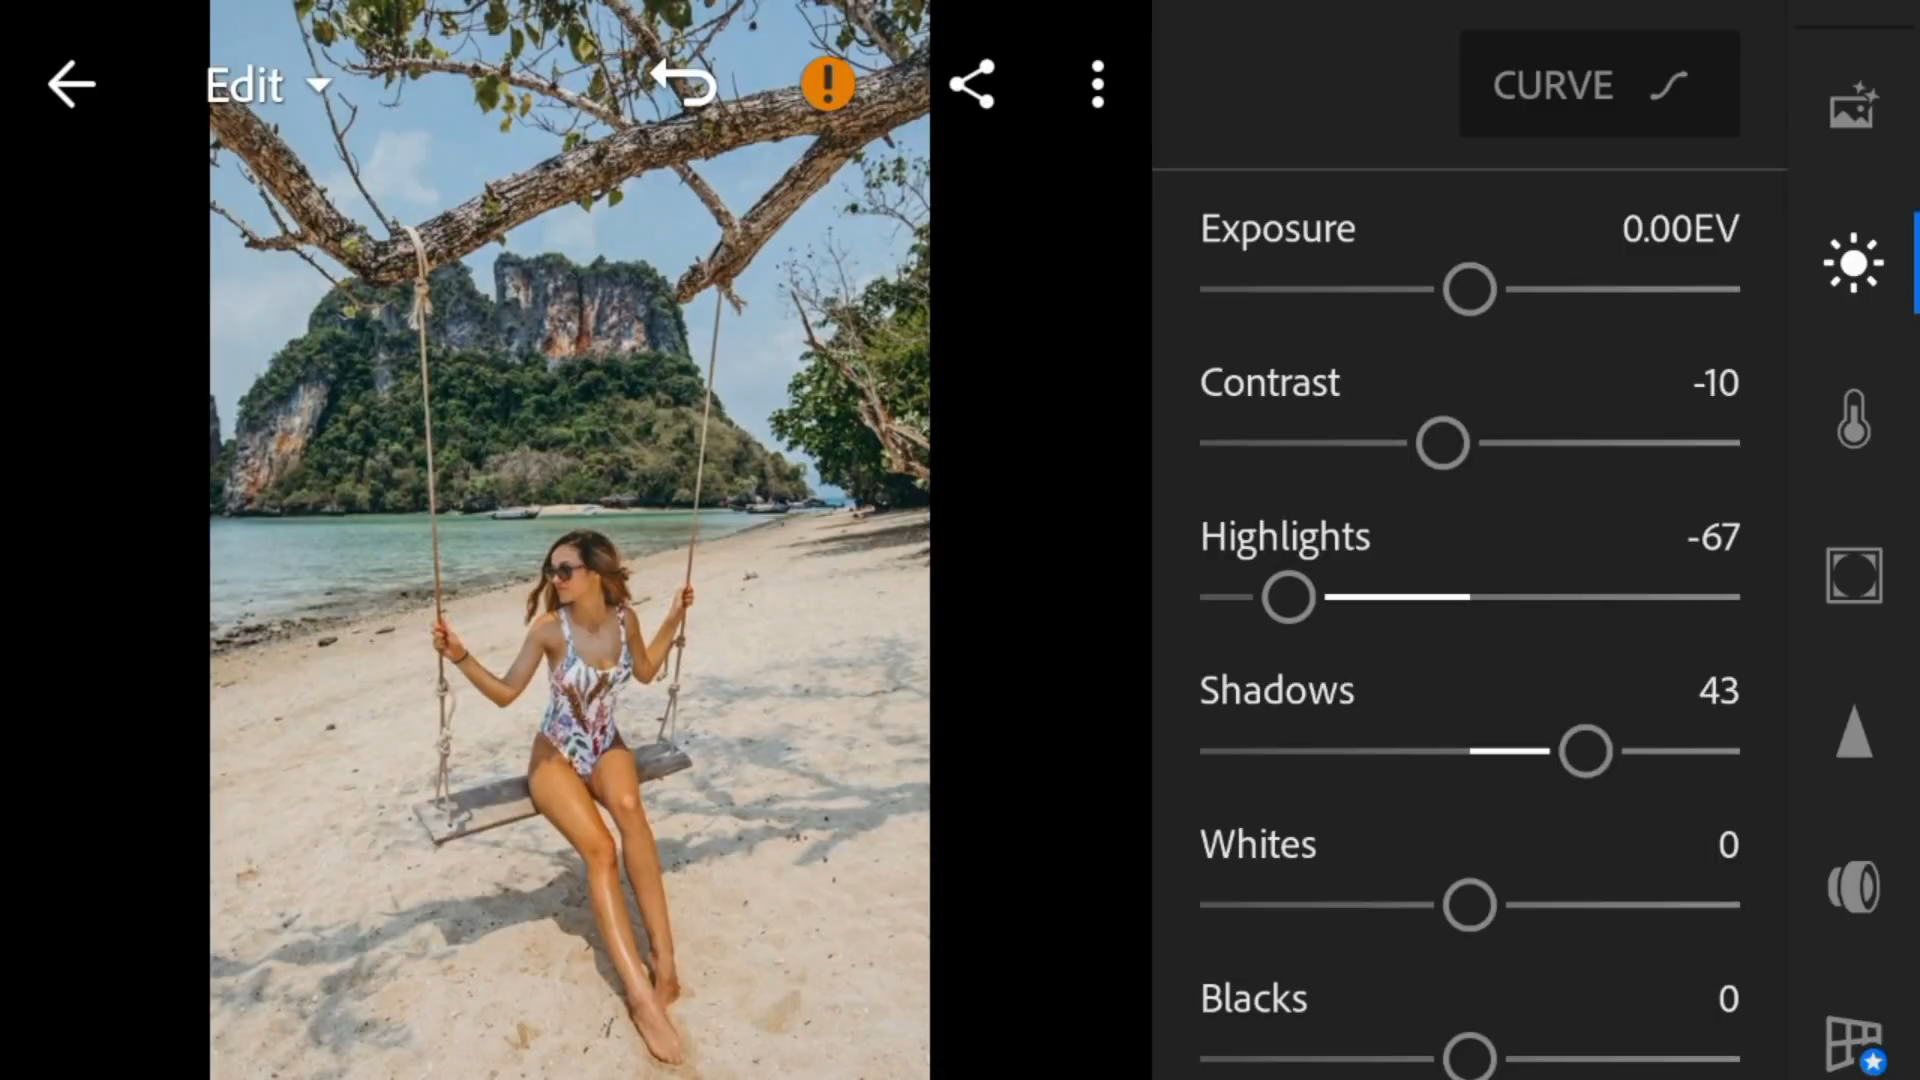 Edit
CURVE
Exposure 0.00EV
Contrast -10
Highlights -67
Shadows 43
Whites 0
Blacks 0